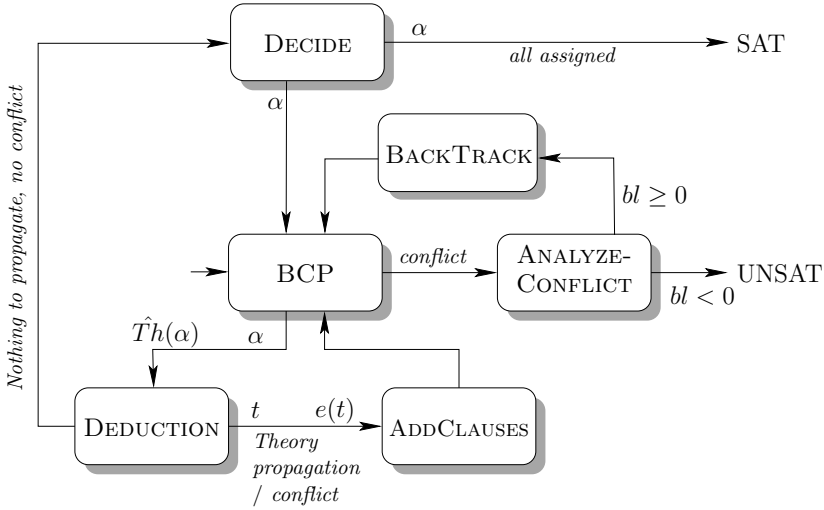 DECIDE
α
all assigned
SAT
α
BACKTRACK
bl ≥ 0
BCP
conflict
ANALYZE-
CONFLICT
UNSAT
bl < 0
T̂h(α)
α
Nothing to propagate, no conflict
DEDUCTION
t
e(t)
Theory
propagation
/ conflict
ADDCLAUSES